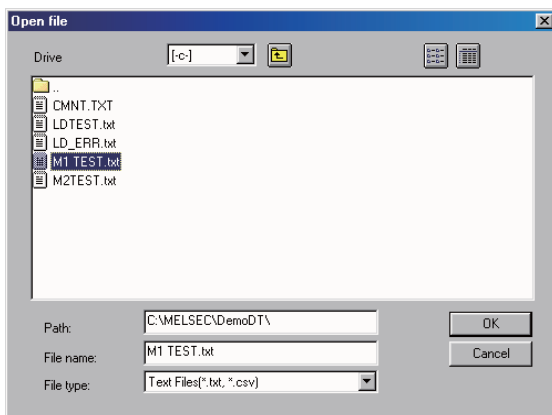 Open file
Drive [-c-]
..
CMNT.TXT
LDTEST.txt
LD_ERR.txt
M1 TEST.txt
M2TEST.txt
Path: C:\MELSEC\DemoDT\
OK
File name: M1 TEST.txt
Cancel
File type: Text Files(*.txt, *.csv)